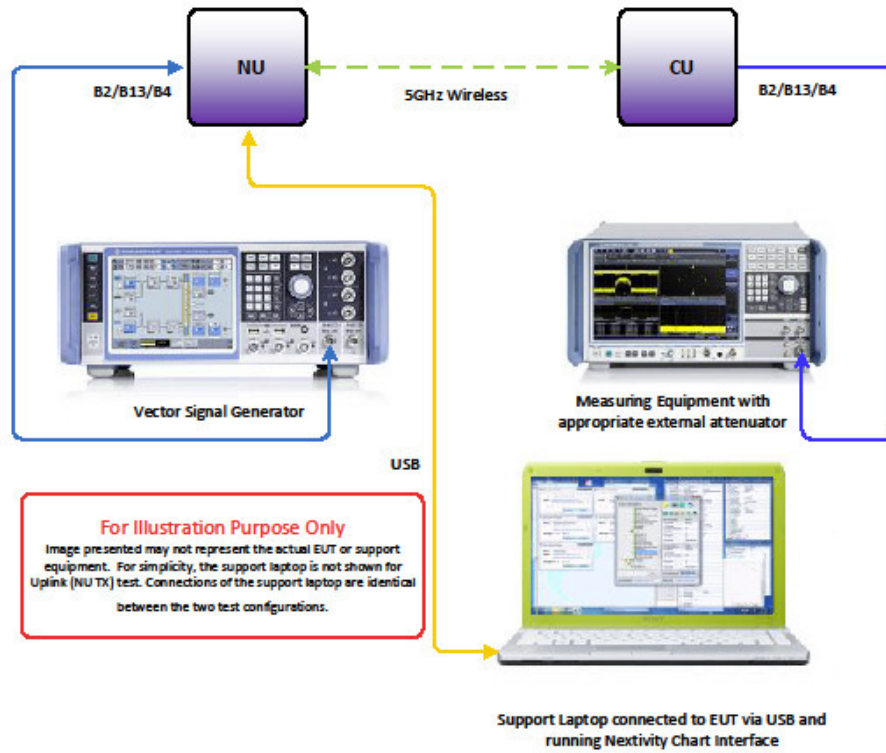 NU
CU
B2/B13/B4
5GHz Wireless
B2/B13/B4
Vector Signal Generator
Measuring Equipment with
appropriate external attenuator
USB
For Illustration Purpose Only
Image presented may not represent the actual EUT or support
equipment. For simplicity, the support laptop is not shown for
Uplink (NU TX) test. Connections of the support laptop are identical
between the two test configurations.
SONY
Support Laptop connected to EUT via USB and
running Nextivity Chart Interface